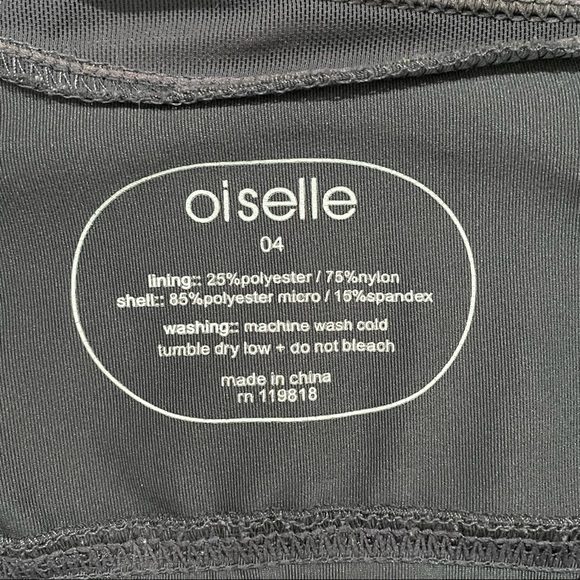 oiselle
04
lining:: 25%polyester / 75%nylon
shell:: 85%polyester micro / 15%spandex
washing:: machine wash cold
tumble dry low + do not bleach
made in china
rn 119818